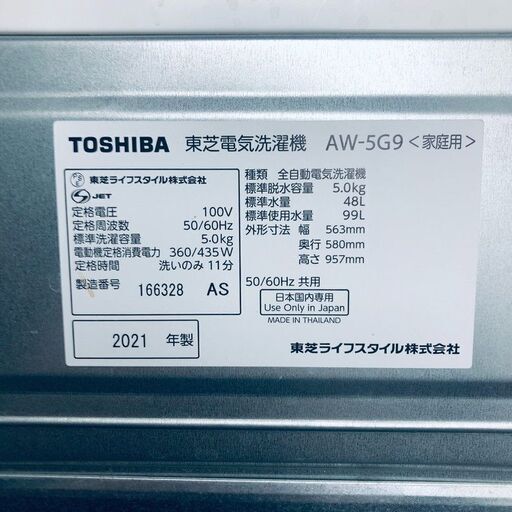 TOSHIBA 東芝電気洗濯機 AW-5G9 <家庭用>
東芝ライフスタイル株式会社
S JET
定格電圧 100V
定格周波数 50/60Hz
標準洗濯容量 5.0kg
電動機定格消費電力 360/435W
定格時間 洗いのみ 11分
製造番号 166328 AS
2021 年製
種類 全自動電気洗濯機
標準脱水容量 5.0kg
標準水量 48L
標準使用水量 99L
外形寸法 幅 563mm
奥行 580mm
高さ 957mm
50/60Hz 共用
日本国内専用
Use Only in Japan
MADE IN THAILAND
東芝ライフスタイル株式会社